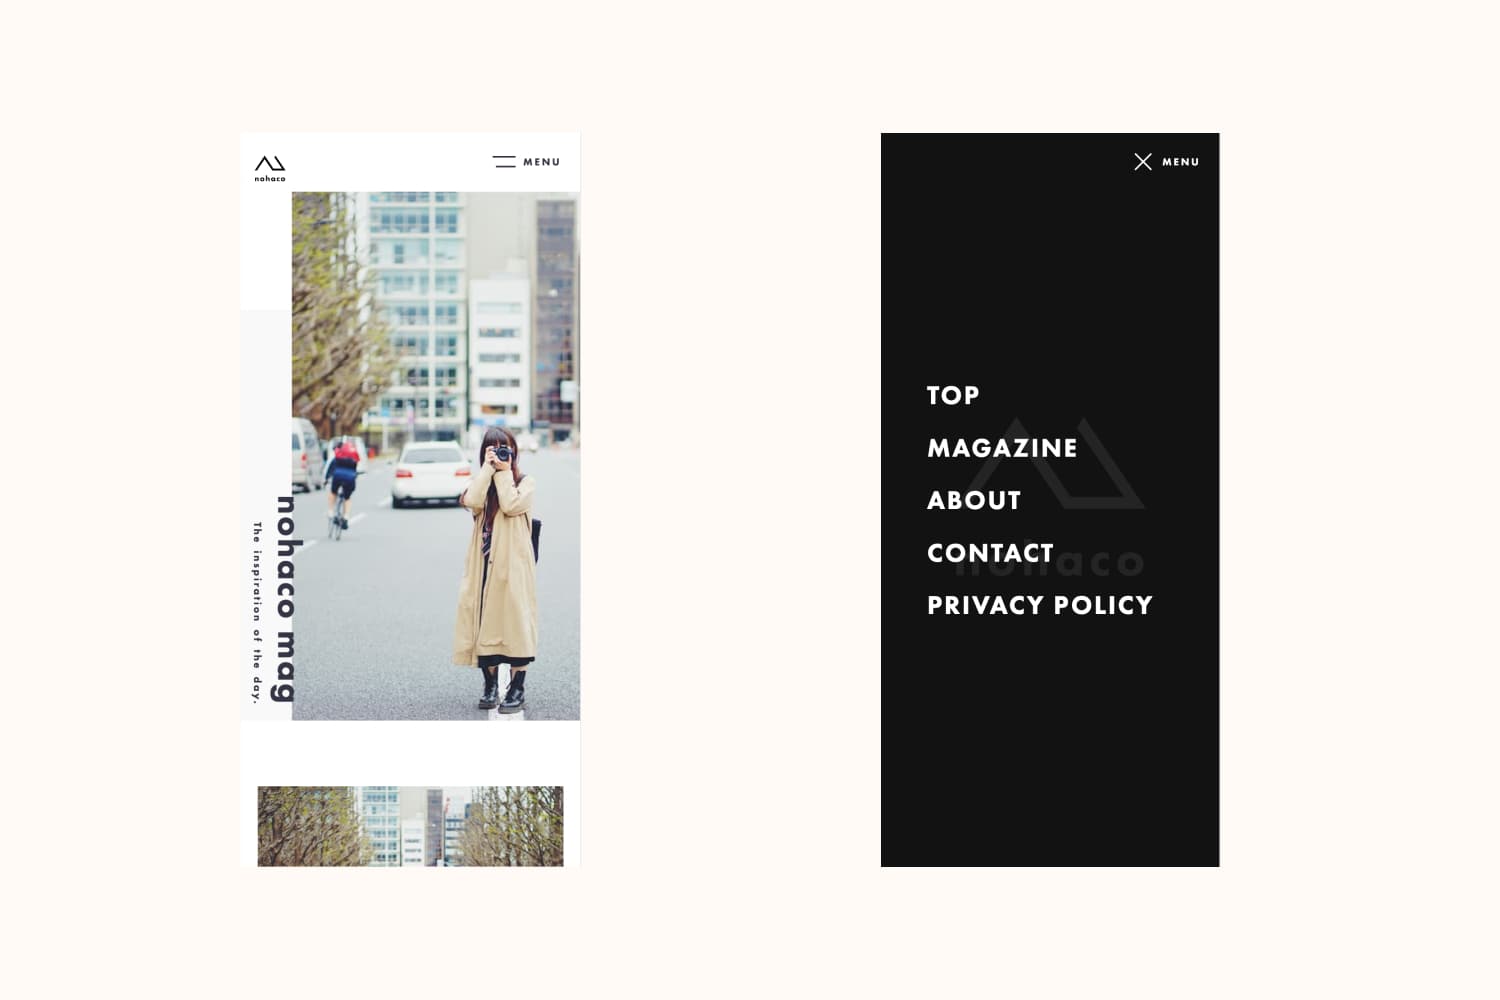 nohaco
MENU
nohaco mag
The inspiration of the day.
MENU
TOP
MAGAZINE
ABOUT
CONTACT
PRIVACY POLICY
nohaco